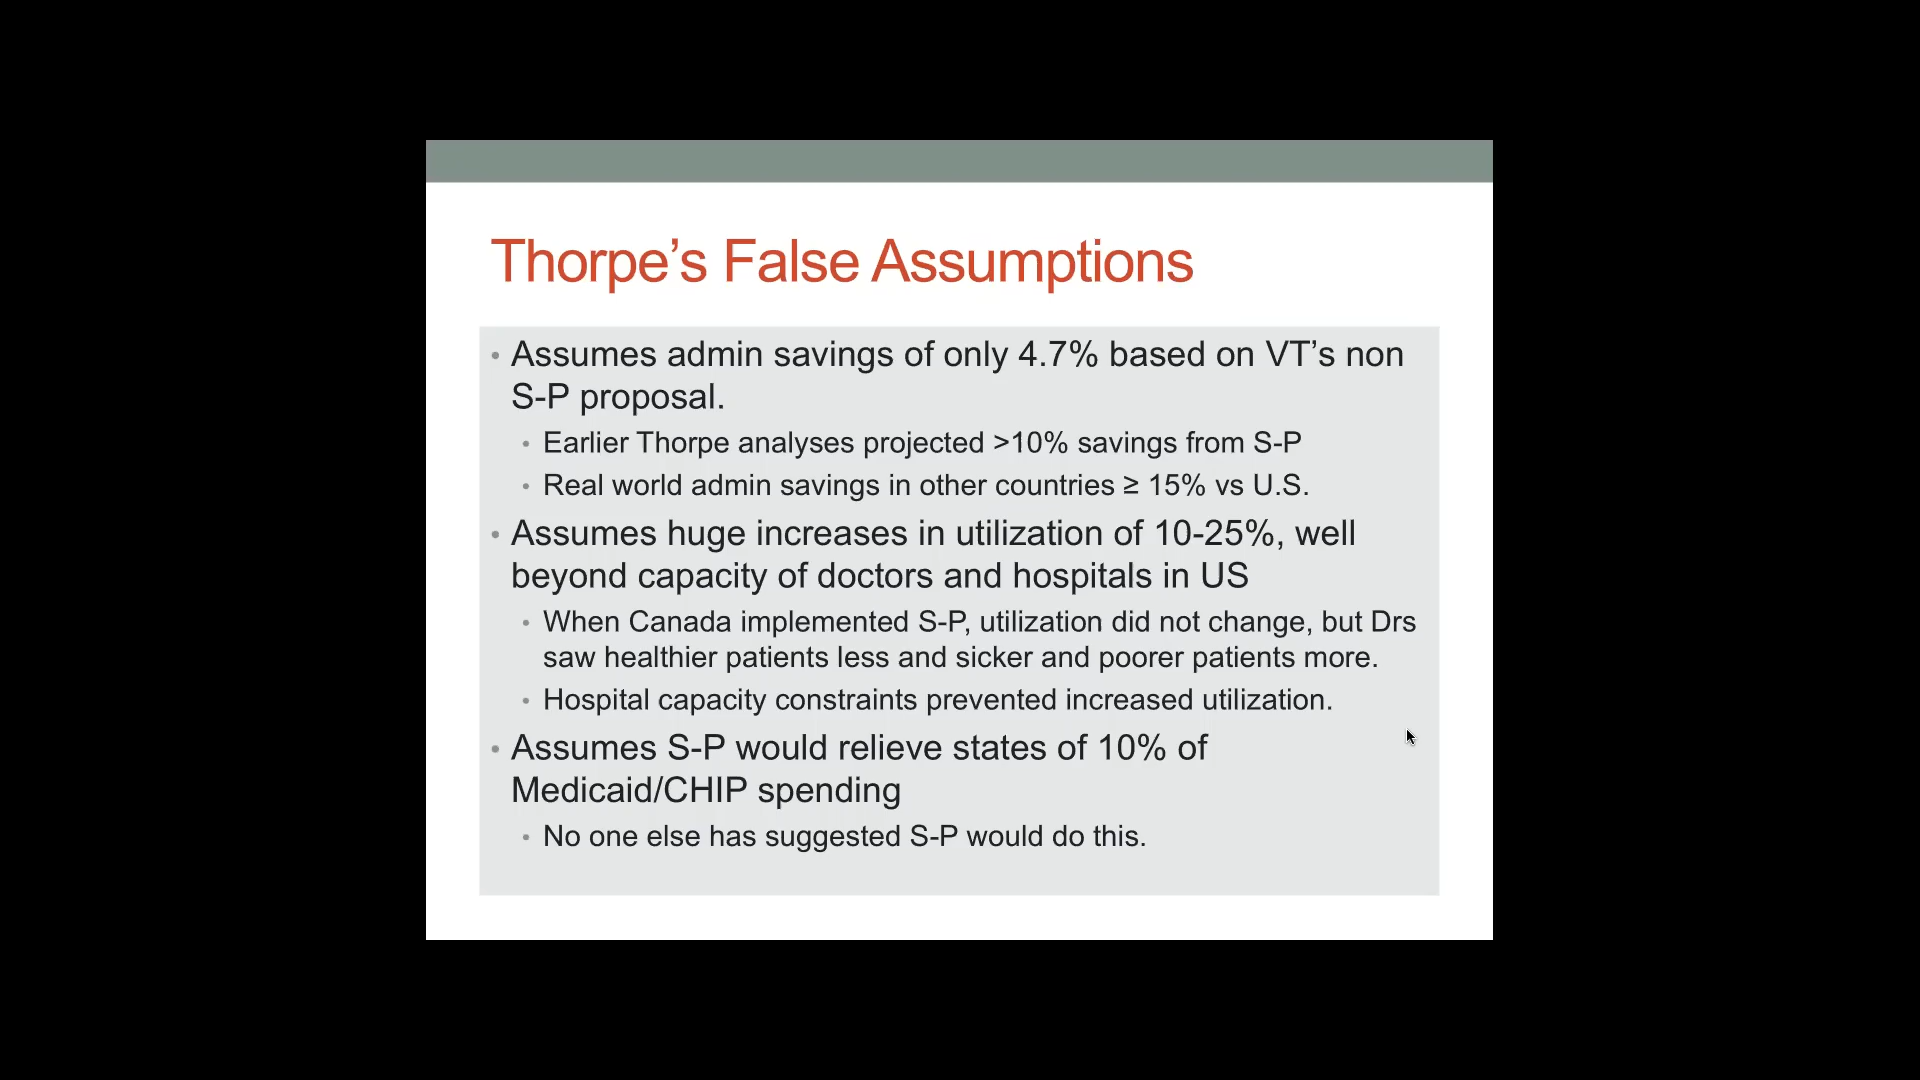 Thorpe’s False Assumptions
• Assumes admin savings of only 4.7% based on VT’s non
S-P proposal.
• Earlier Thorpe analyses projected >10% savings from S-P
• Real world admin savings in other countries ≥ 15% vs U.S.
• Assumes huge increases in utilization of 10-25%, well
beyond capacity of doctors and hospitals in US
• When Canada implemented S-P, utilization did not change, but Drs
saw healthier patients less and sicker and poorer patients more.
• Hospital capacity constraints prevented increased utilization.
• Assumes S-P would relieve states of 10% of
Medicaid/CHIP spending
• No one else has suggested S-P would do this.